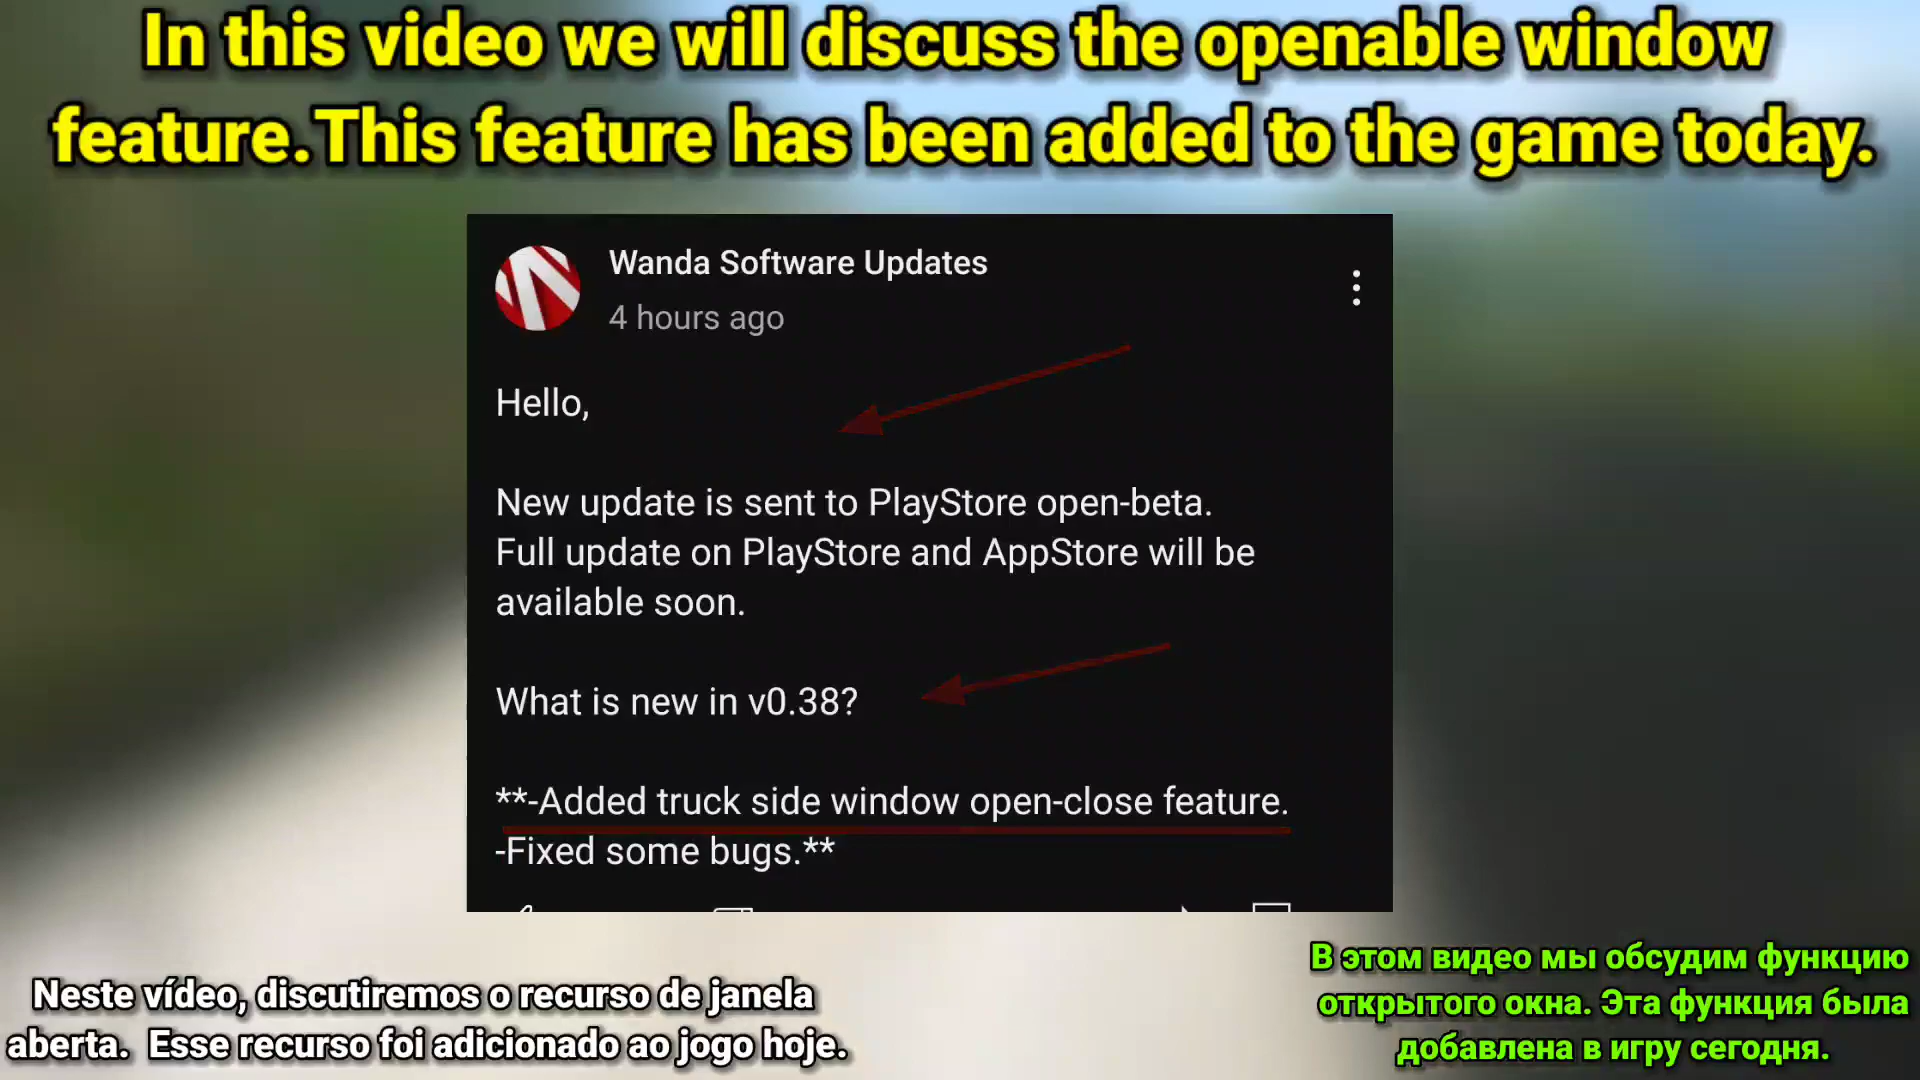 In this video we will discuss the openable window
feature.This feature has been added to the game today.
Wanda Software Updates
4 hours ago
Hello,
New update is sent to PlayStore open-beta.
Full update on PlayStore and AppStore will be
available soon.
What is new in v0.38?
**-Added truck side window open-close feature.
-Fixed some bugs.**
Neste vídeo, discutiremos o recurso de janela
aberta. Esse recurso foi adicionado ao jogo hoje.
В этом видео мы обсудим функцию
открытого окна. Эта функция была
добавлена в игру сегодня.